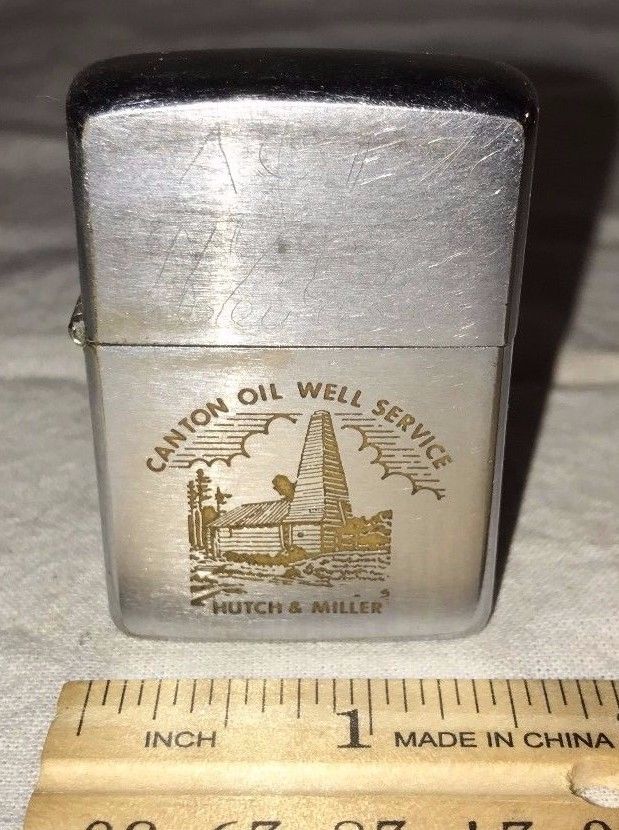 CANTON OIL WELL SERVICE
HUTCH & MILLER
INCH 1 MADE IN CHINA